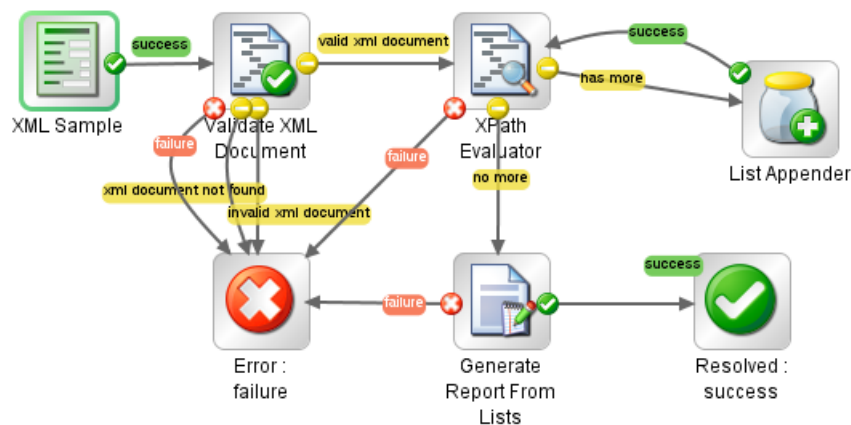 success
valid xml document
success
has more
XML Sample
Validate XML
Document
XPath
Evaluator
List Appender
failure
failure
no more
xml document not found
invalid xml document
success
failure
Error :
failure
Generate
Report From
Lists
Resolved :
success